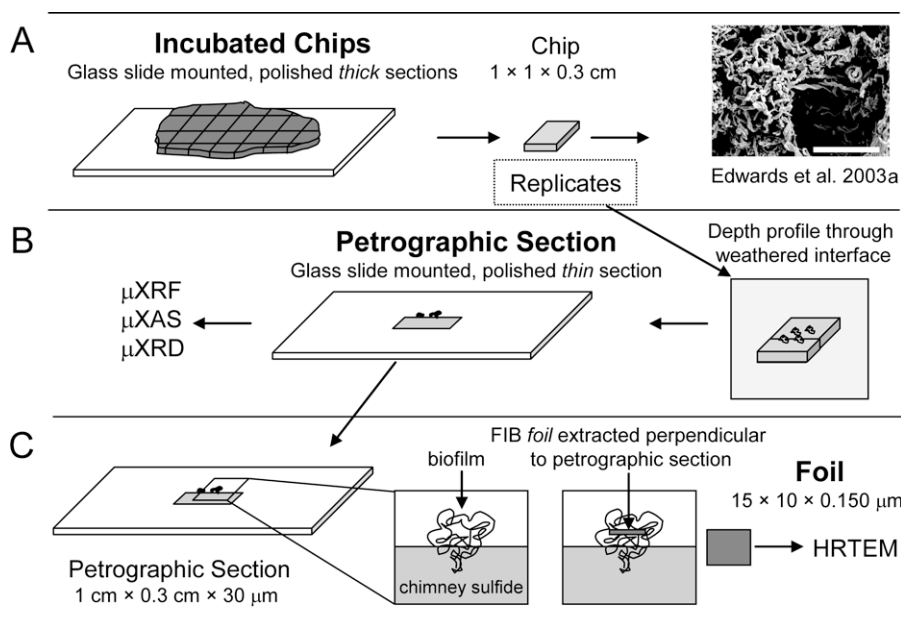 A
Incubated Chips
Glass slide mounted, polished thick sections
Chip
1 × 1 × 0.3 cm
Replicates
Edwards et al. 2003a
B
Petrographic Section
Glass slide mounted, polished thin section
μXRF
μXAS
μXRD
Depth profile through
weathered interface
C
Petrographic Section
1 cm × 0.3 cm × 30 μm
biofilm
chimney sulfide
FIB foil extracted perpendicular
to petrographic section
Foil
15 × 10 × 0.150 μm
HRTEM